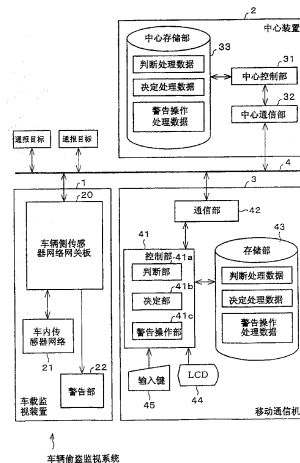 2
中心装置
中心存储部
33
判断处理数据
决定处理数据
警告操作
处理数据
31
中心控制部
32
中心通信部
通报目标
通报目标
4
1
20
车辆侧传感
器网络网关板
车内传
感器网络
21
22
警告部
车载监
视装置
3
通信部
42
41
控制部
41a
判断部
41b
决定部
41c
警告操作部
43
存储部
判断处理数据
决定处理数据
警告操作
处理数据
输入键
45
LCD
44
移动通信机
车辆偷盗监视系统